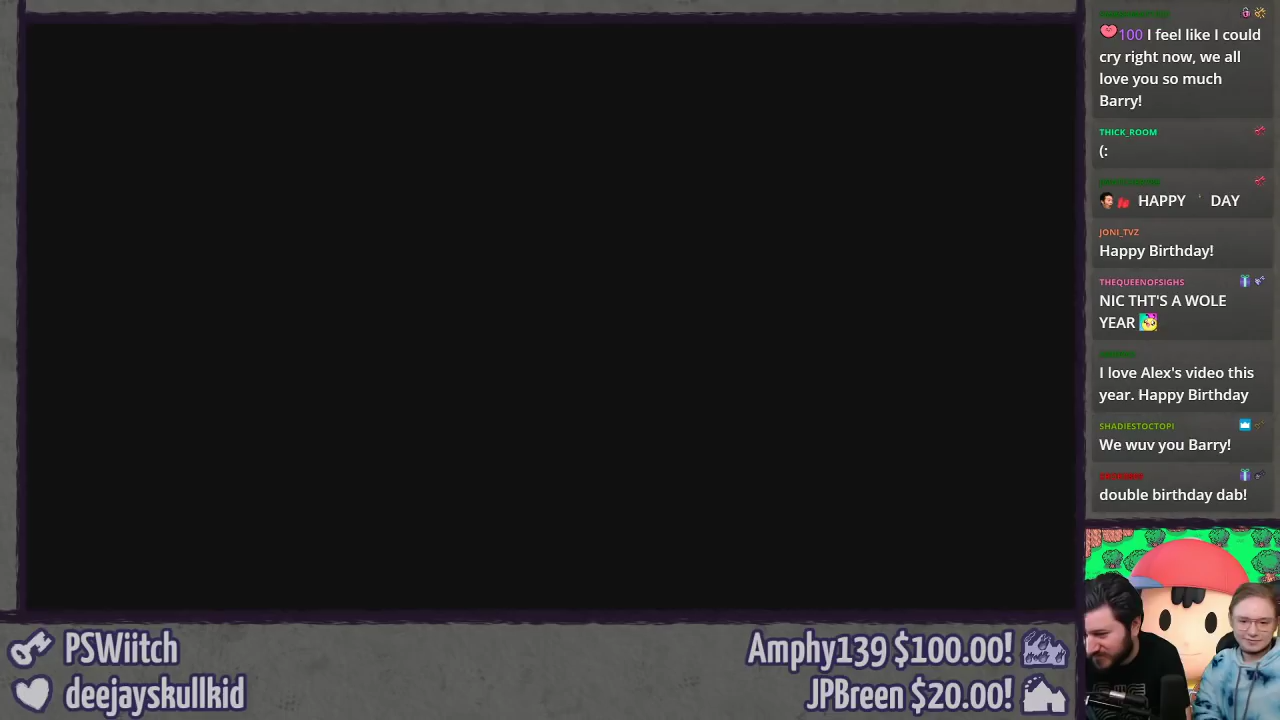 100 I feel like I could
cry right now, we all
love you so much
Barry!
THICK_ROOM
(:
HAPPY DAY
JONI_TVZ
Happy Birthday!
THEQUEENOFSIGHS
NIC THT'S A WOLE
YEAR
I love Alex's video this
year. Happy Birthday
SHADIESTOCTOPI
We wuv you Barry!
double birthday dab!
PSWiitch
deejayskullkid
Amphy139 $100.00!
JPBreen $20.00!